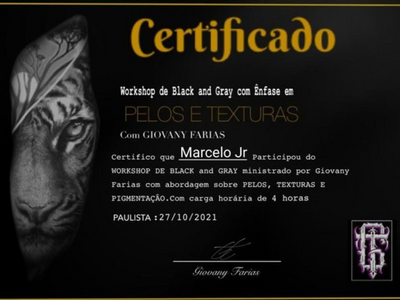 Certificado
Workshop de Black and Gray com Ênfase em
PELOS E TEXTURAS
Com GIOVANY FARIAS
Certifico que Marcelo Jr Participou do
WORKSHOP DE BLACK and GRAY ministrado por Giovany
Farias com abordagem sobre PELOS, TEXTURAS E
PIGMENTAÇÃO.Com carga horária de 4 horas
PAULISTA : 27/10/2021
Giovany Farias